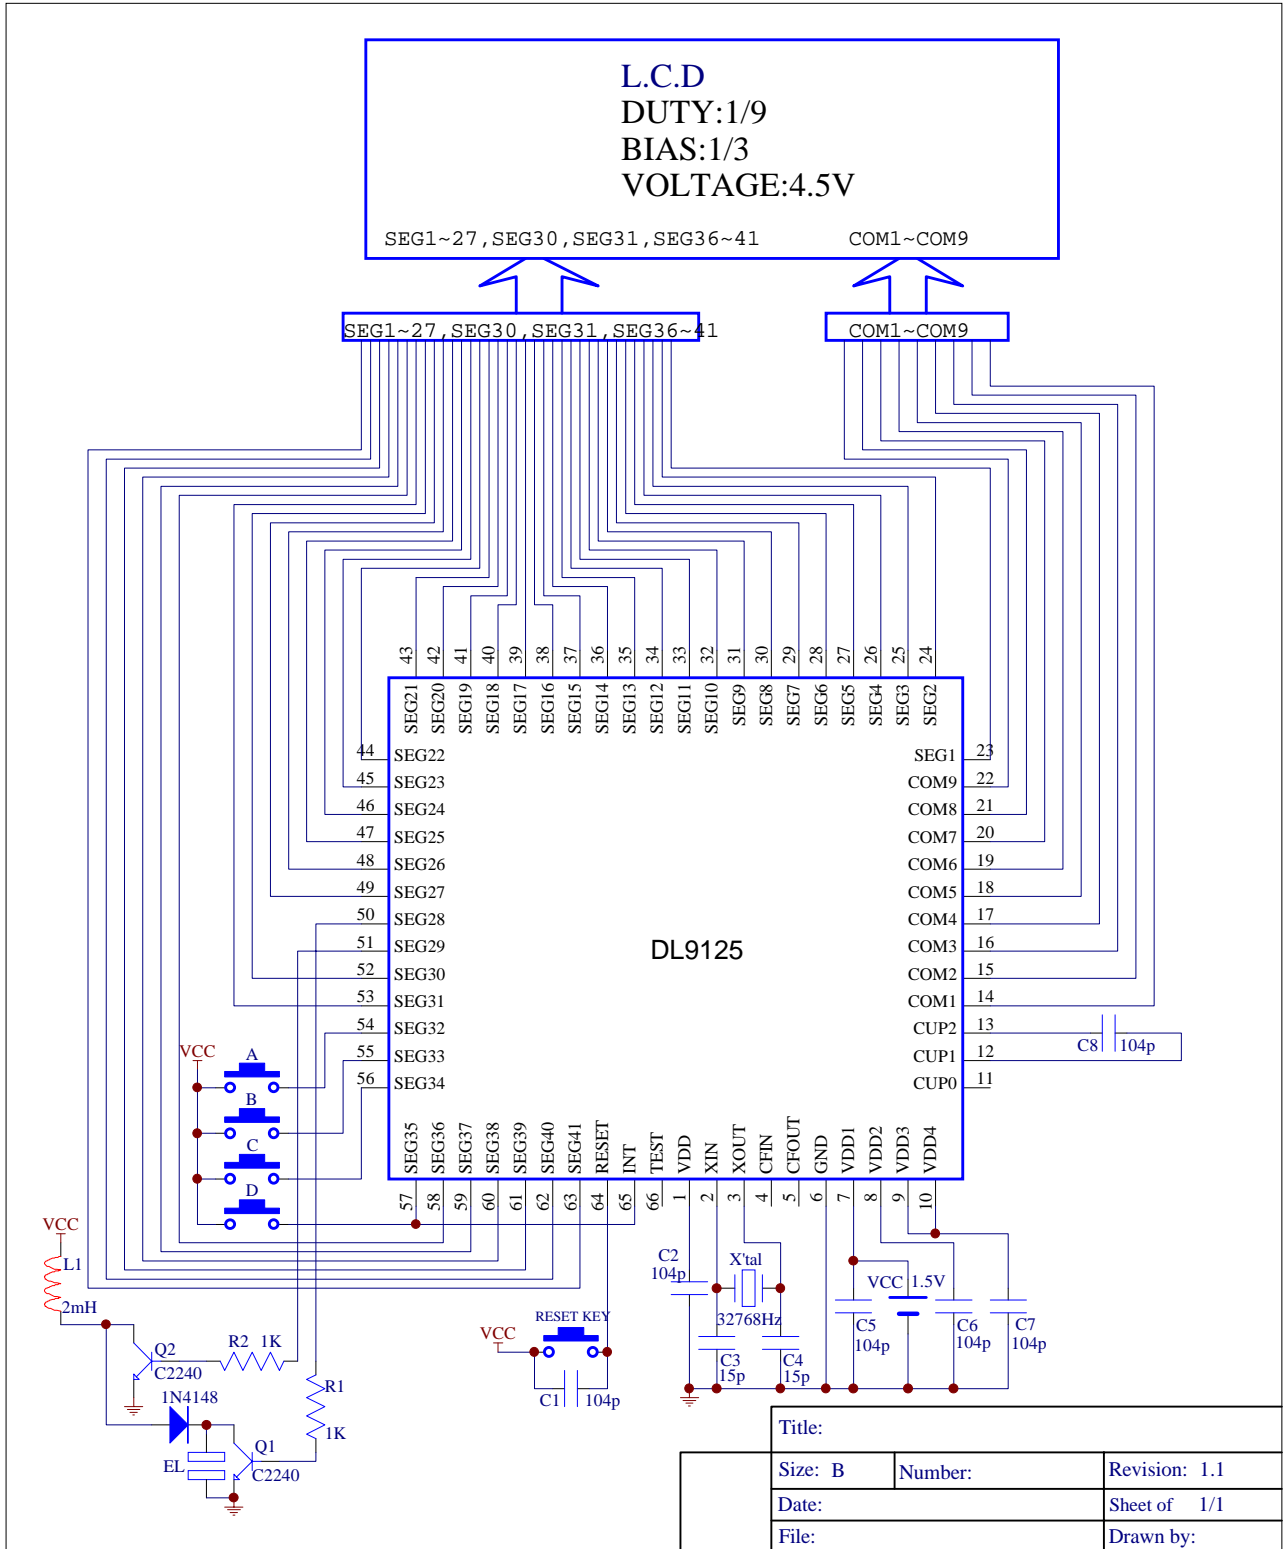 L.C.D
DUTY:1/9
BIAS:1/3
VOLTAGE:4.5V
SEG1~27,SEG30,SEG31,SEG36~41 COM1~COM9
SEG1~27,SEG30,SEG31,SEG36~41 COM1~COM9
43 42 41 40 39 38 37 36 35 34 33 32 31 30 29 28 27 26 25 24
SEG21 SEG20 SEG19 SEG18 SEG17 SEG16 SEG15 SEG14 SEG13 SEG12 SEG11 SEG10 SEG9 SEG8 SEG7 SEG6 SEG5 SEG4 SEG3 SEG2
44 SEG22 SEG1 23
45 SEG23 COM9 22
46 SEG24 COM8 21
47 SEG25 COM7 20
48 SEG26 COM6 19
49 SEG27 COM5 18
50 SEG28 COM4 17
51 SEG29 DL9125 COM3 16
52 SEG30 COM2 15
53 SEG31 COM1 14
54 SEG32 CUP2 13
C8 104p
55 SEG33 CUP1 12
56 SEG34 CUP0 11
VCC
A
B
C
D
SEG35 SEG36 SEG37 SEG38 SEG39 SEG40 SEG41 RESET INT TEST VDD XIN XOUT CFIN CFOUT GND VDD1 VDD2 VDD3 VDD4
57 58 59 60 61 62 63 64 65 66 1 2 3 4 5 6 7 8 9 10
VCC
L1
2mH
Q2
C2240
R2 1K
R1
1K
1N4148
EL
Q1
C2240
RESET KEY
VCC
C1 104p
C2
104p
X'tal
32768Hz
C3
15p
C4
15p
VCC 1.5V
C5
104p
C6
104p
C7
104p
Title:
Size: B Number: Revision: 1.1
Date: Sheet of 1/1
File: Drawn by: